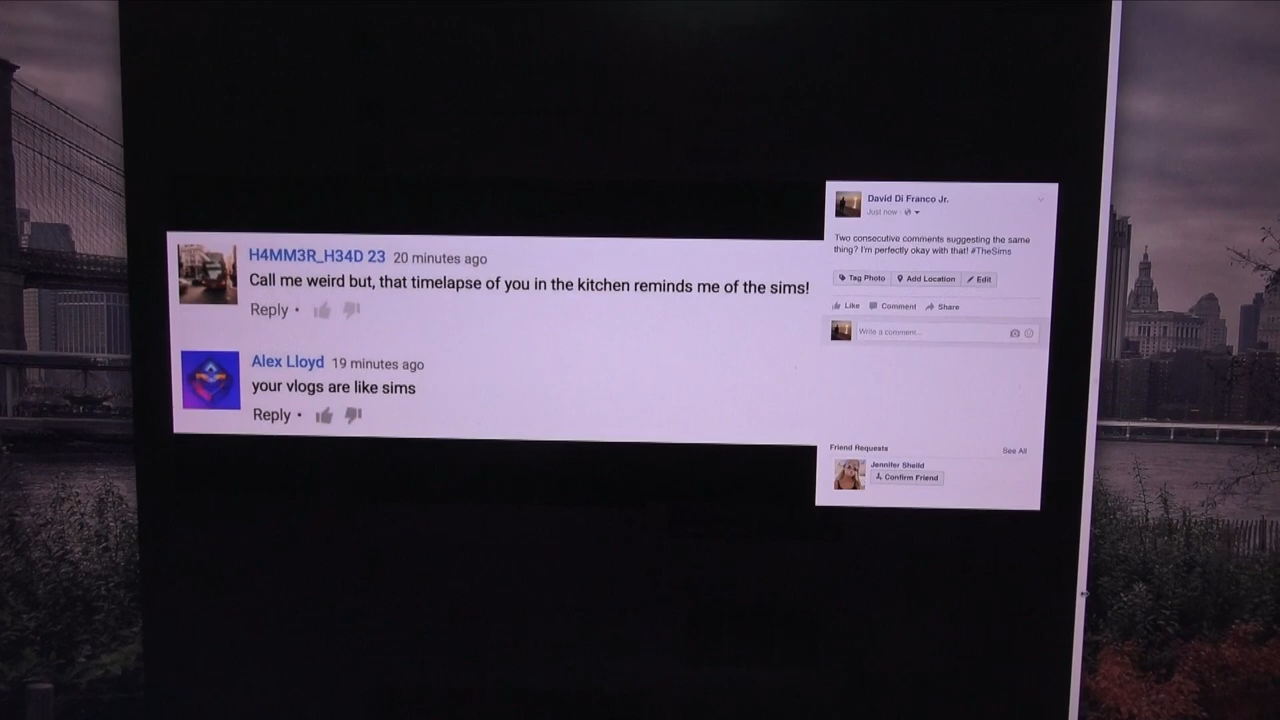 H4MM3R_H34D 23 20 minutes ago
Call me weird but, that timelapse of you in the kitchen reminds me of the sims!
Reply •
Alex Lloyd 19 minutes ago
your vlogs are like sims
Reply •
David Di Franco Jr.
Just now ·
Two consecutive comments suggesting the same
thing? I'm perfectly okay with that! #TheSims
Tag Photo Add Location Edit
Like Comment Share
Write a comment...
Friend Requests See All
Jennifer Sheild
Confirm Friend